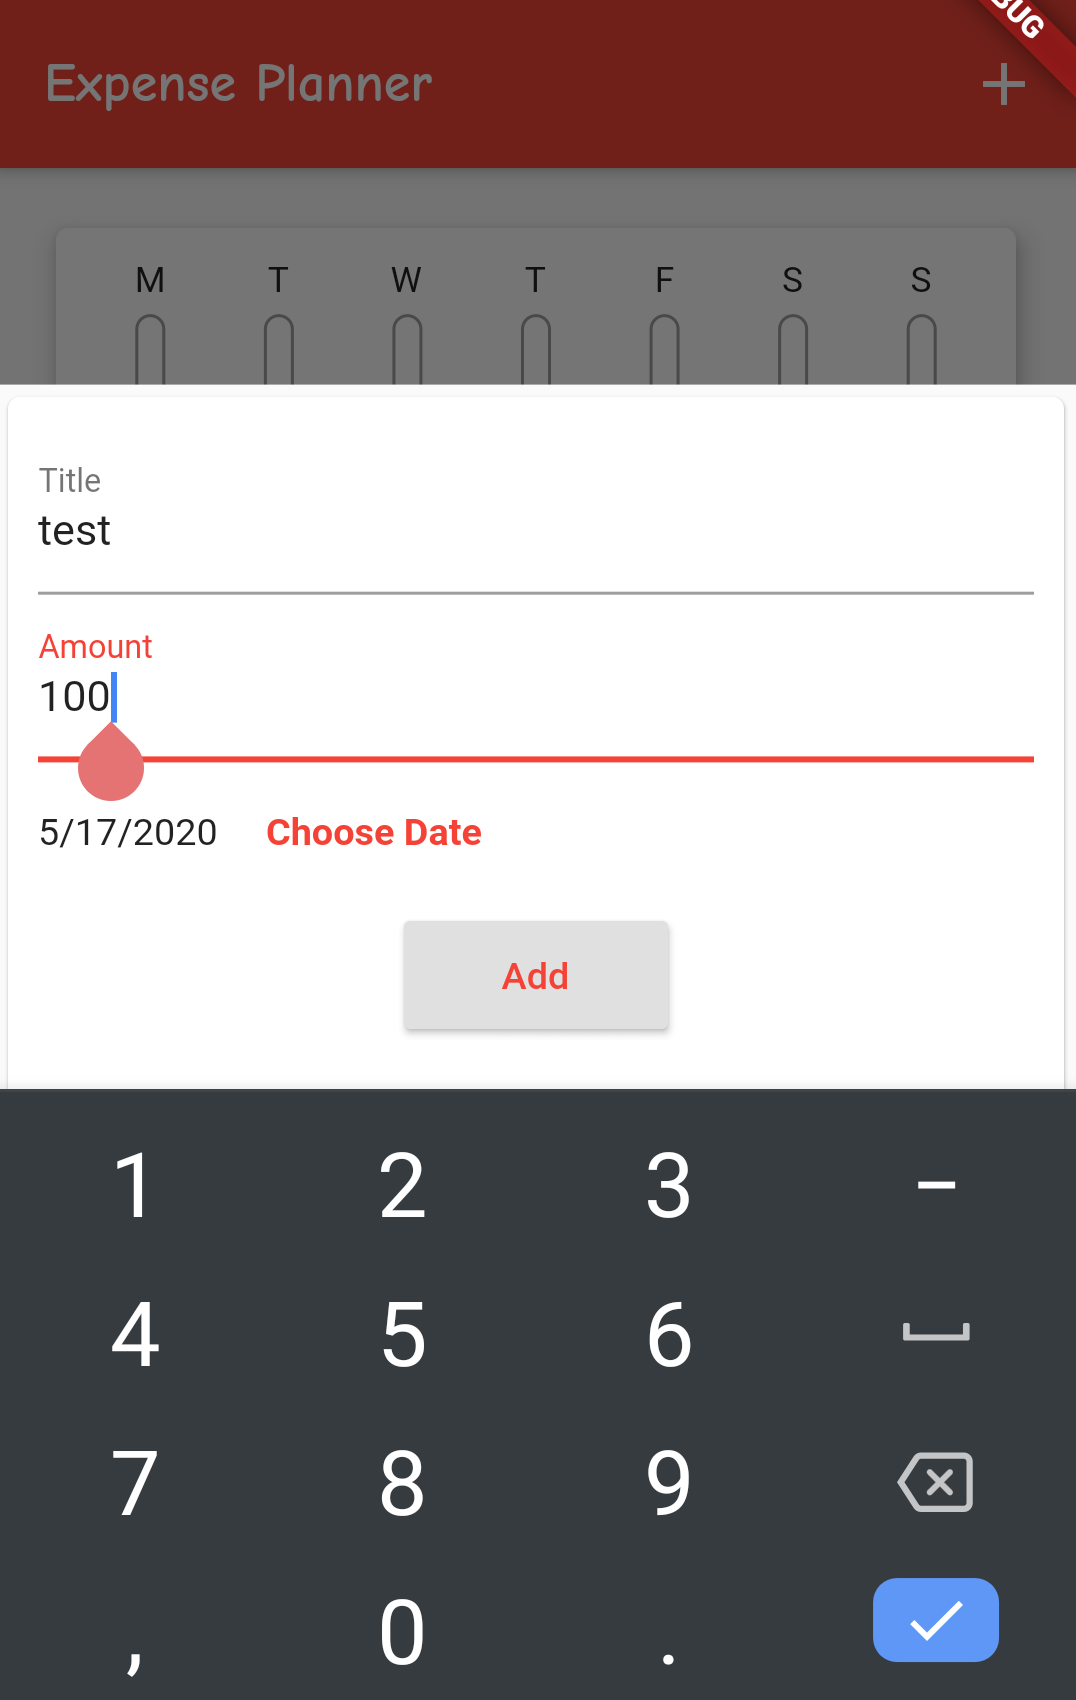 BUG
Expense Planner +
M T W T F S S
Title
test
Amount
100
5/17/2020 Choose Date
Add
1 2 3 −
4 5 6
7 8 9
, 0 .